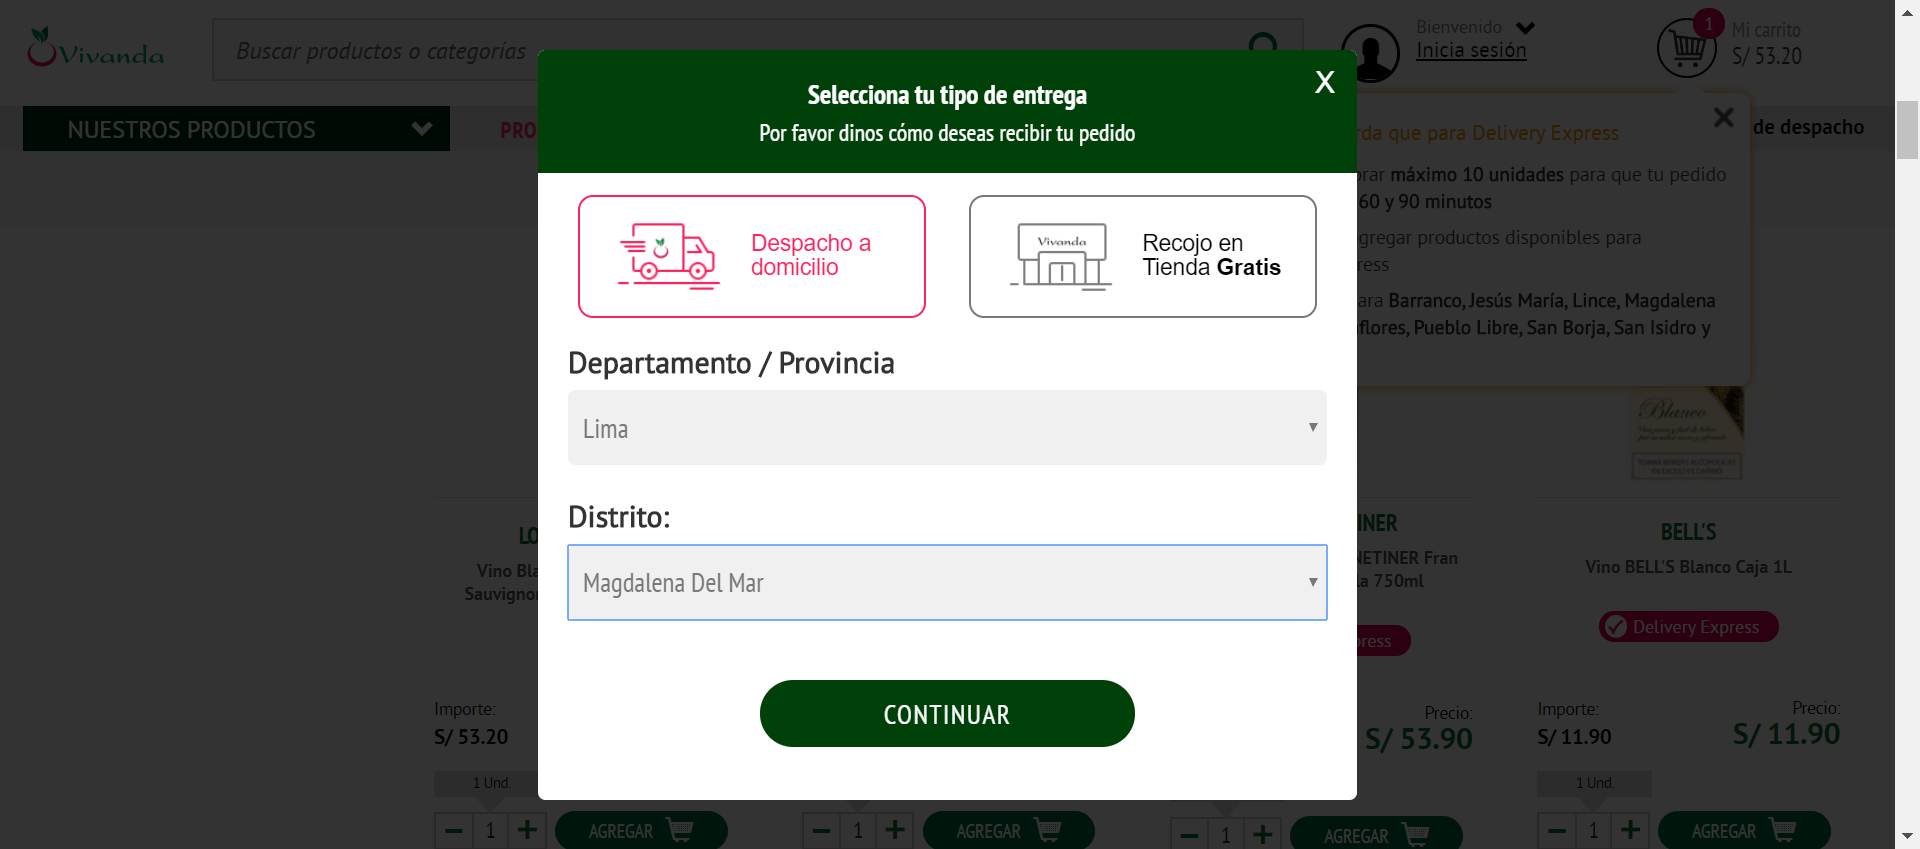 Vivanda
Buscar productos o categorías
Bienvenido
Inicia sesión
1
Mi carrito
S/ 53.20
NUESTROS PRODUCTOS
PRO
de despacho
Selecciona tu tipo de entrega
Por favor dinos cómo deseas recibir tu pedido
X
rda que para Delivery Express
rar máximo 10 unidades para que tu pedido
60 y 90 minutos
gregar productos disponibles para
ress
ara Barranco, Jesús María, Lince, Magdalena
flores, Pueblo Libre, San Borja, San Isidro y
Despacho a
domicilio
Vivanda
Recojo en
Tienda Gratis
Departamento / Provincia
Lima
Distrito:
Magdalena Del Mar
CONTINUAR
Blanco
LO
Vino Bla
Sauvigno
INER
NETINER Fran
la 750ml
BELL'S
Vino BELL'S Blanco Caja 1L
press
Delivery Express
Importe:
S/ 53.20
Precio:
S/ 53.90
Importe:
S/ 11.90
Precio:
S/ 11.90
1 Und.
1 Und.
1
AGREGAR
1
AGREGAR
1
AGREGAR
1
AGREGAR